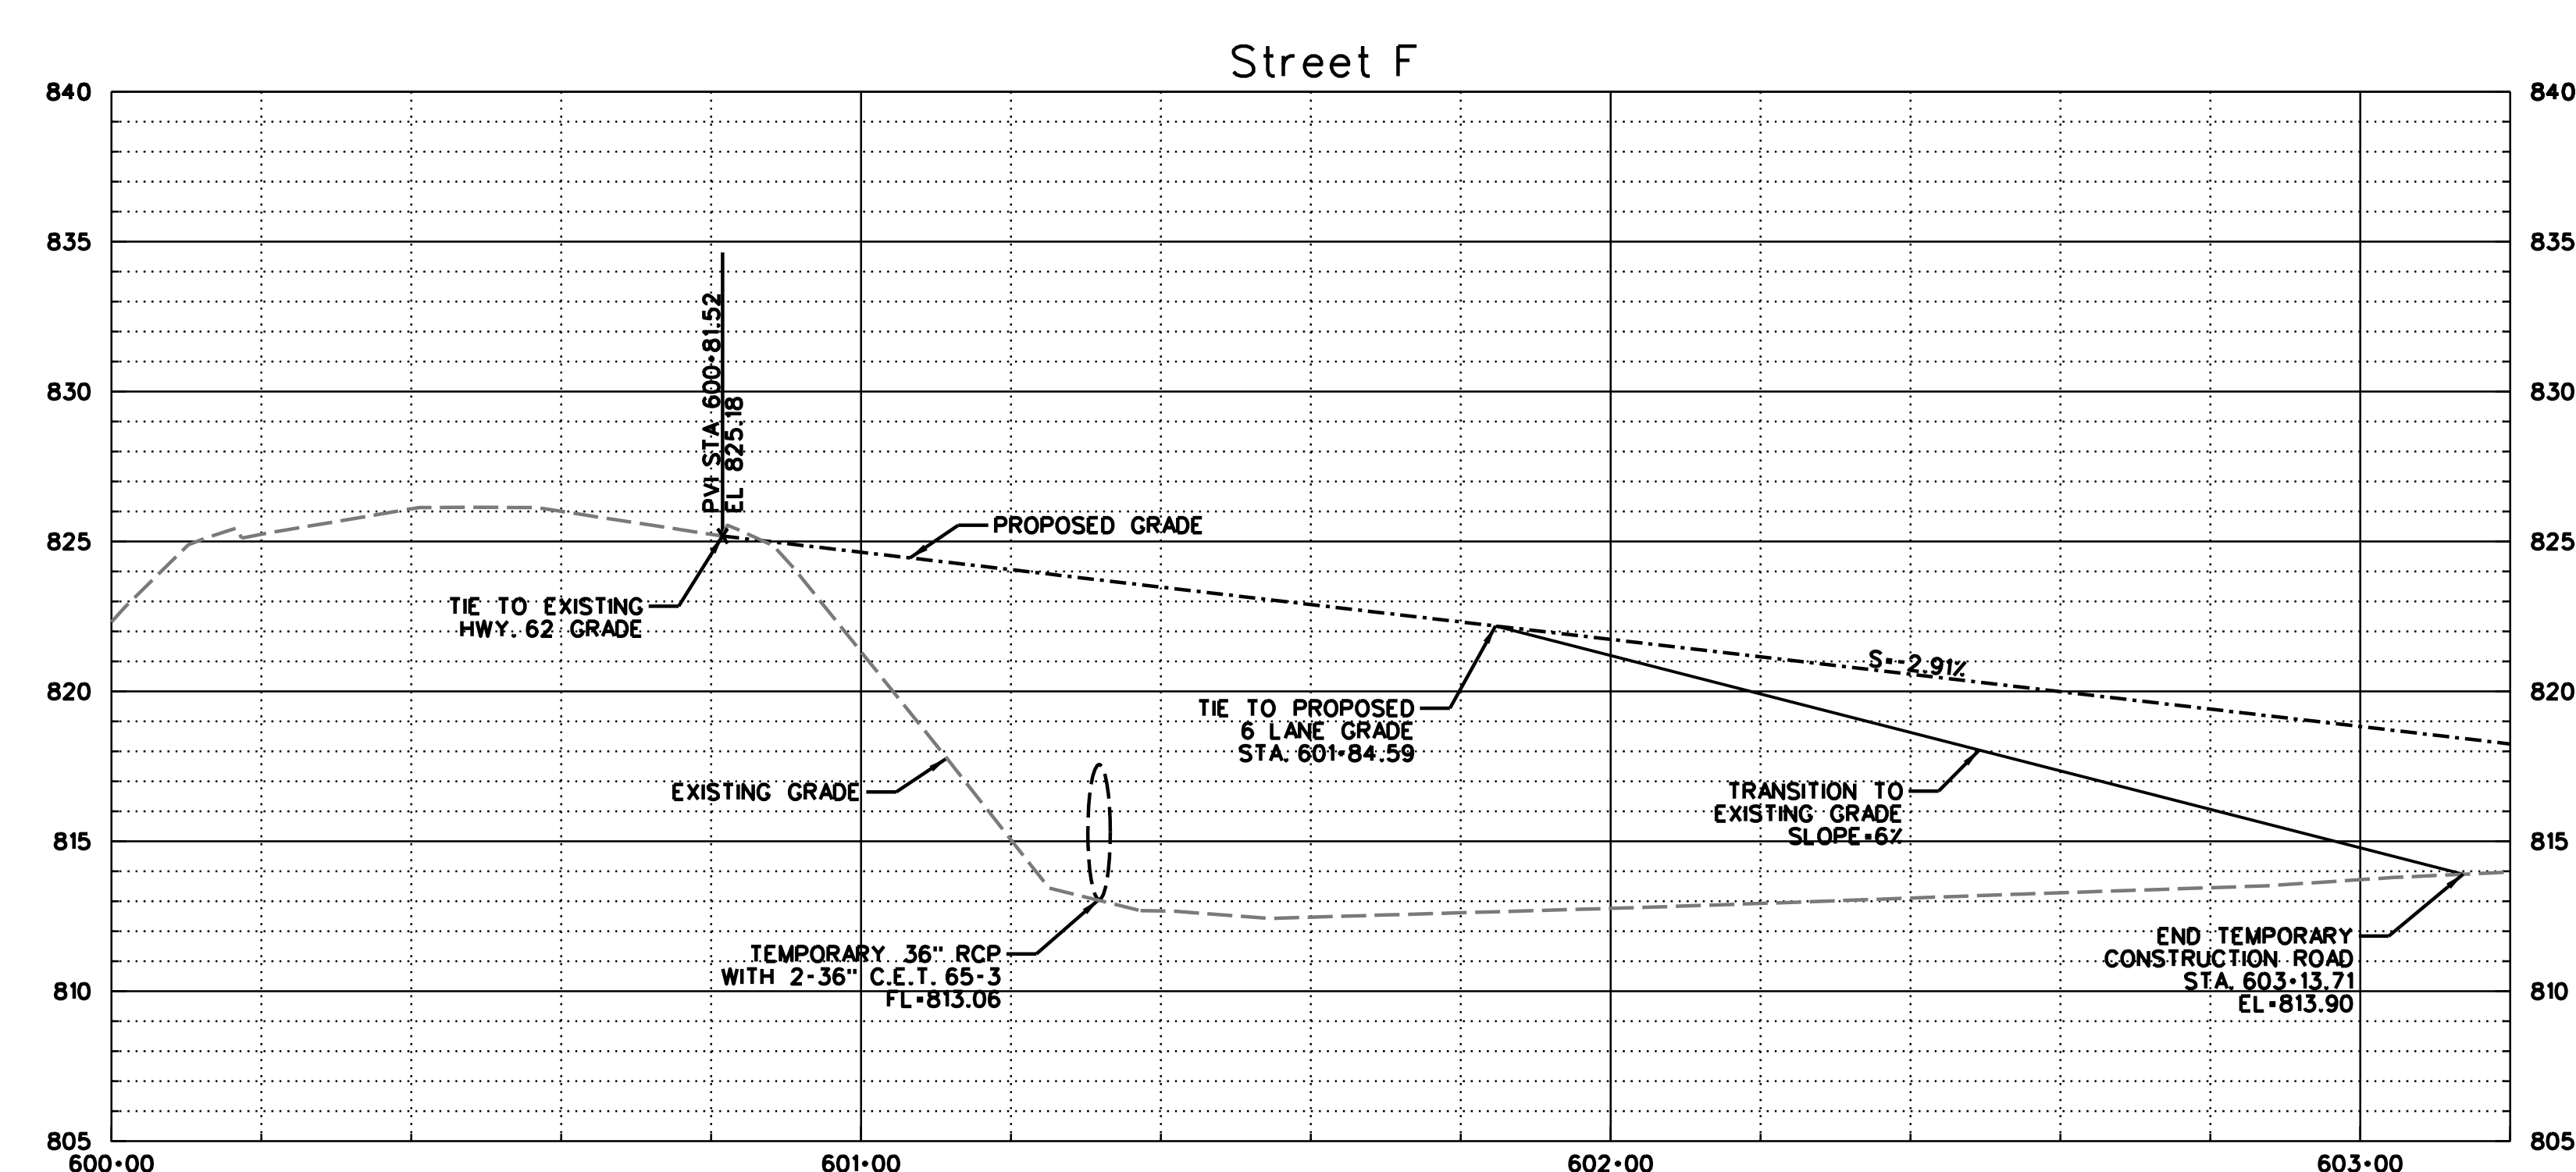 Street F
840
840
835
835
830
830
825
825
820
820
815
815
810
810
805
805
PVI STA 600+81.52
EL 825.18
PROPOSED GRADE
TIE TO EXISTING
HWY. 62 GRADE
TIE TO PROPOSED
6 LANE GRADE
STA. 601+84.59
S=-2.91%
EXISTING GRADE
TRANSITION TO
EXISTING GRADE
SLOPE=6%
TEMPORARY 36" RCP
WITH 2-36" C.E.T. 65-3
FL=813.06
END TEMPORARY
CONSTRUCTION ROAD
STA. 603+13.71
EL=813.90
600+00
601+00
602+00
603+00